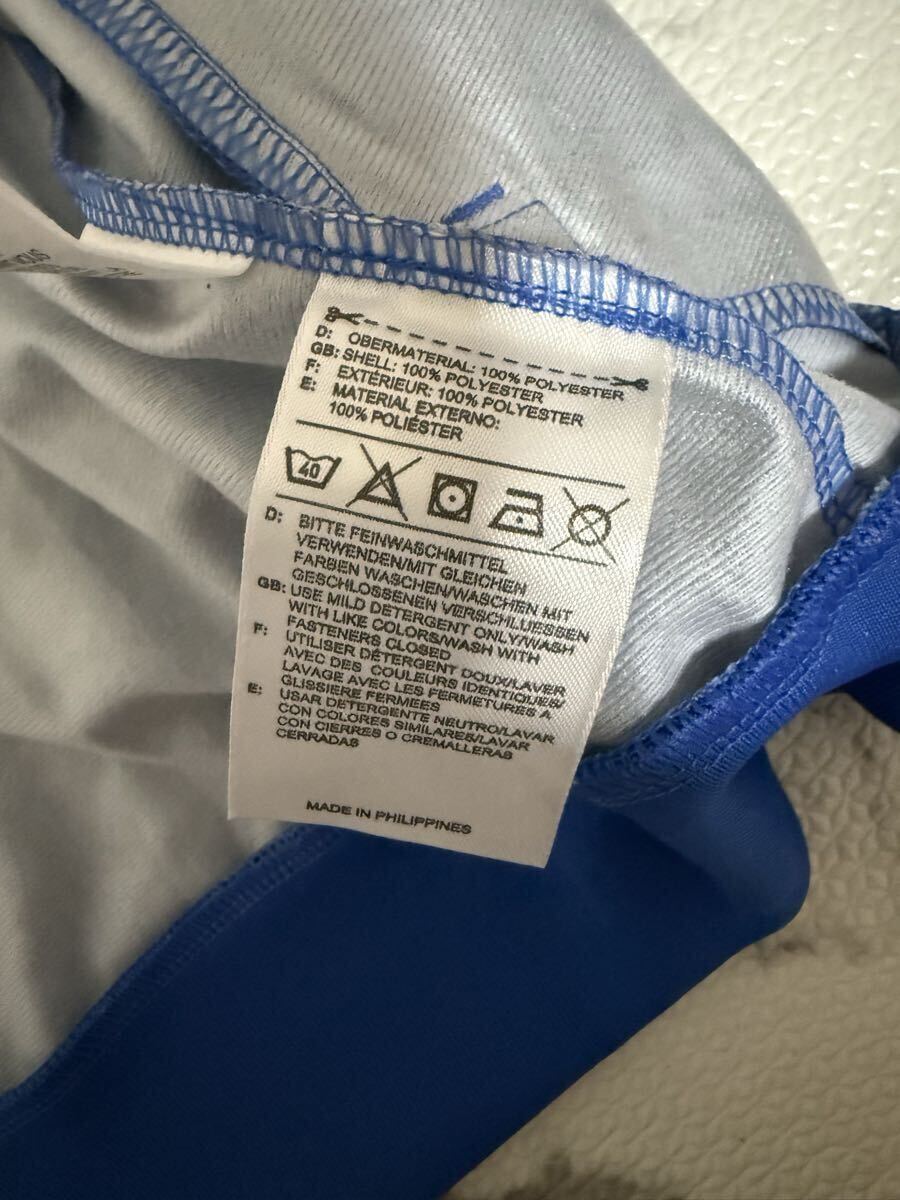 D: OBERMATERIAL: 100% POLYESTER
GB: SHELL: 100% POLYESTER
F: EXTÉRIEUR: 100% POLYESTER
E: MATERIAL EXTERNO:
100% POLIÉSTER
40
D: BITTE FEINWASCHMITTEL
VERWENDEN/MIT GLEICHEN
FARBEN WASCHEN/WASCHEN MIT
GESCHLOSSENEN VERSCHLUESSEN
GB: USE MILD DETERGENT ONLY/WASH
WITH LIKE COLORS/WASH WITH
FASTENERS CLOSED
F: UTILISER DÉTERGENT DOUX/LAVER
AVEC DES COULEURS IDENTIQUES/
LAVAGE AVEC LES FERMETURES A
GLISSIERE FERMEES
E: USAR DETERGENTE NEUTRO/LAVAR
CON COLORES SIMILARES/LAVAR
CON CIERRES O CREMALLERAS
CERRADAS
MADE IN PHILIPPINES